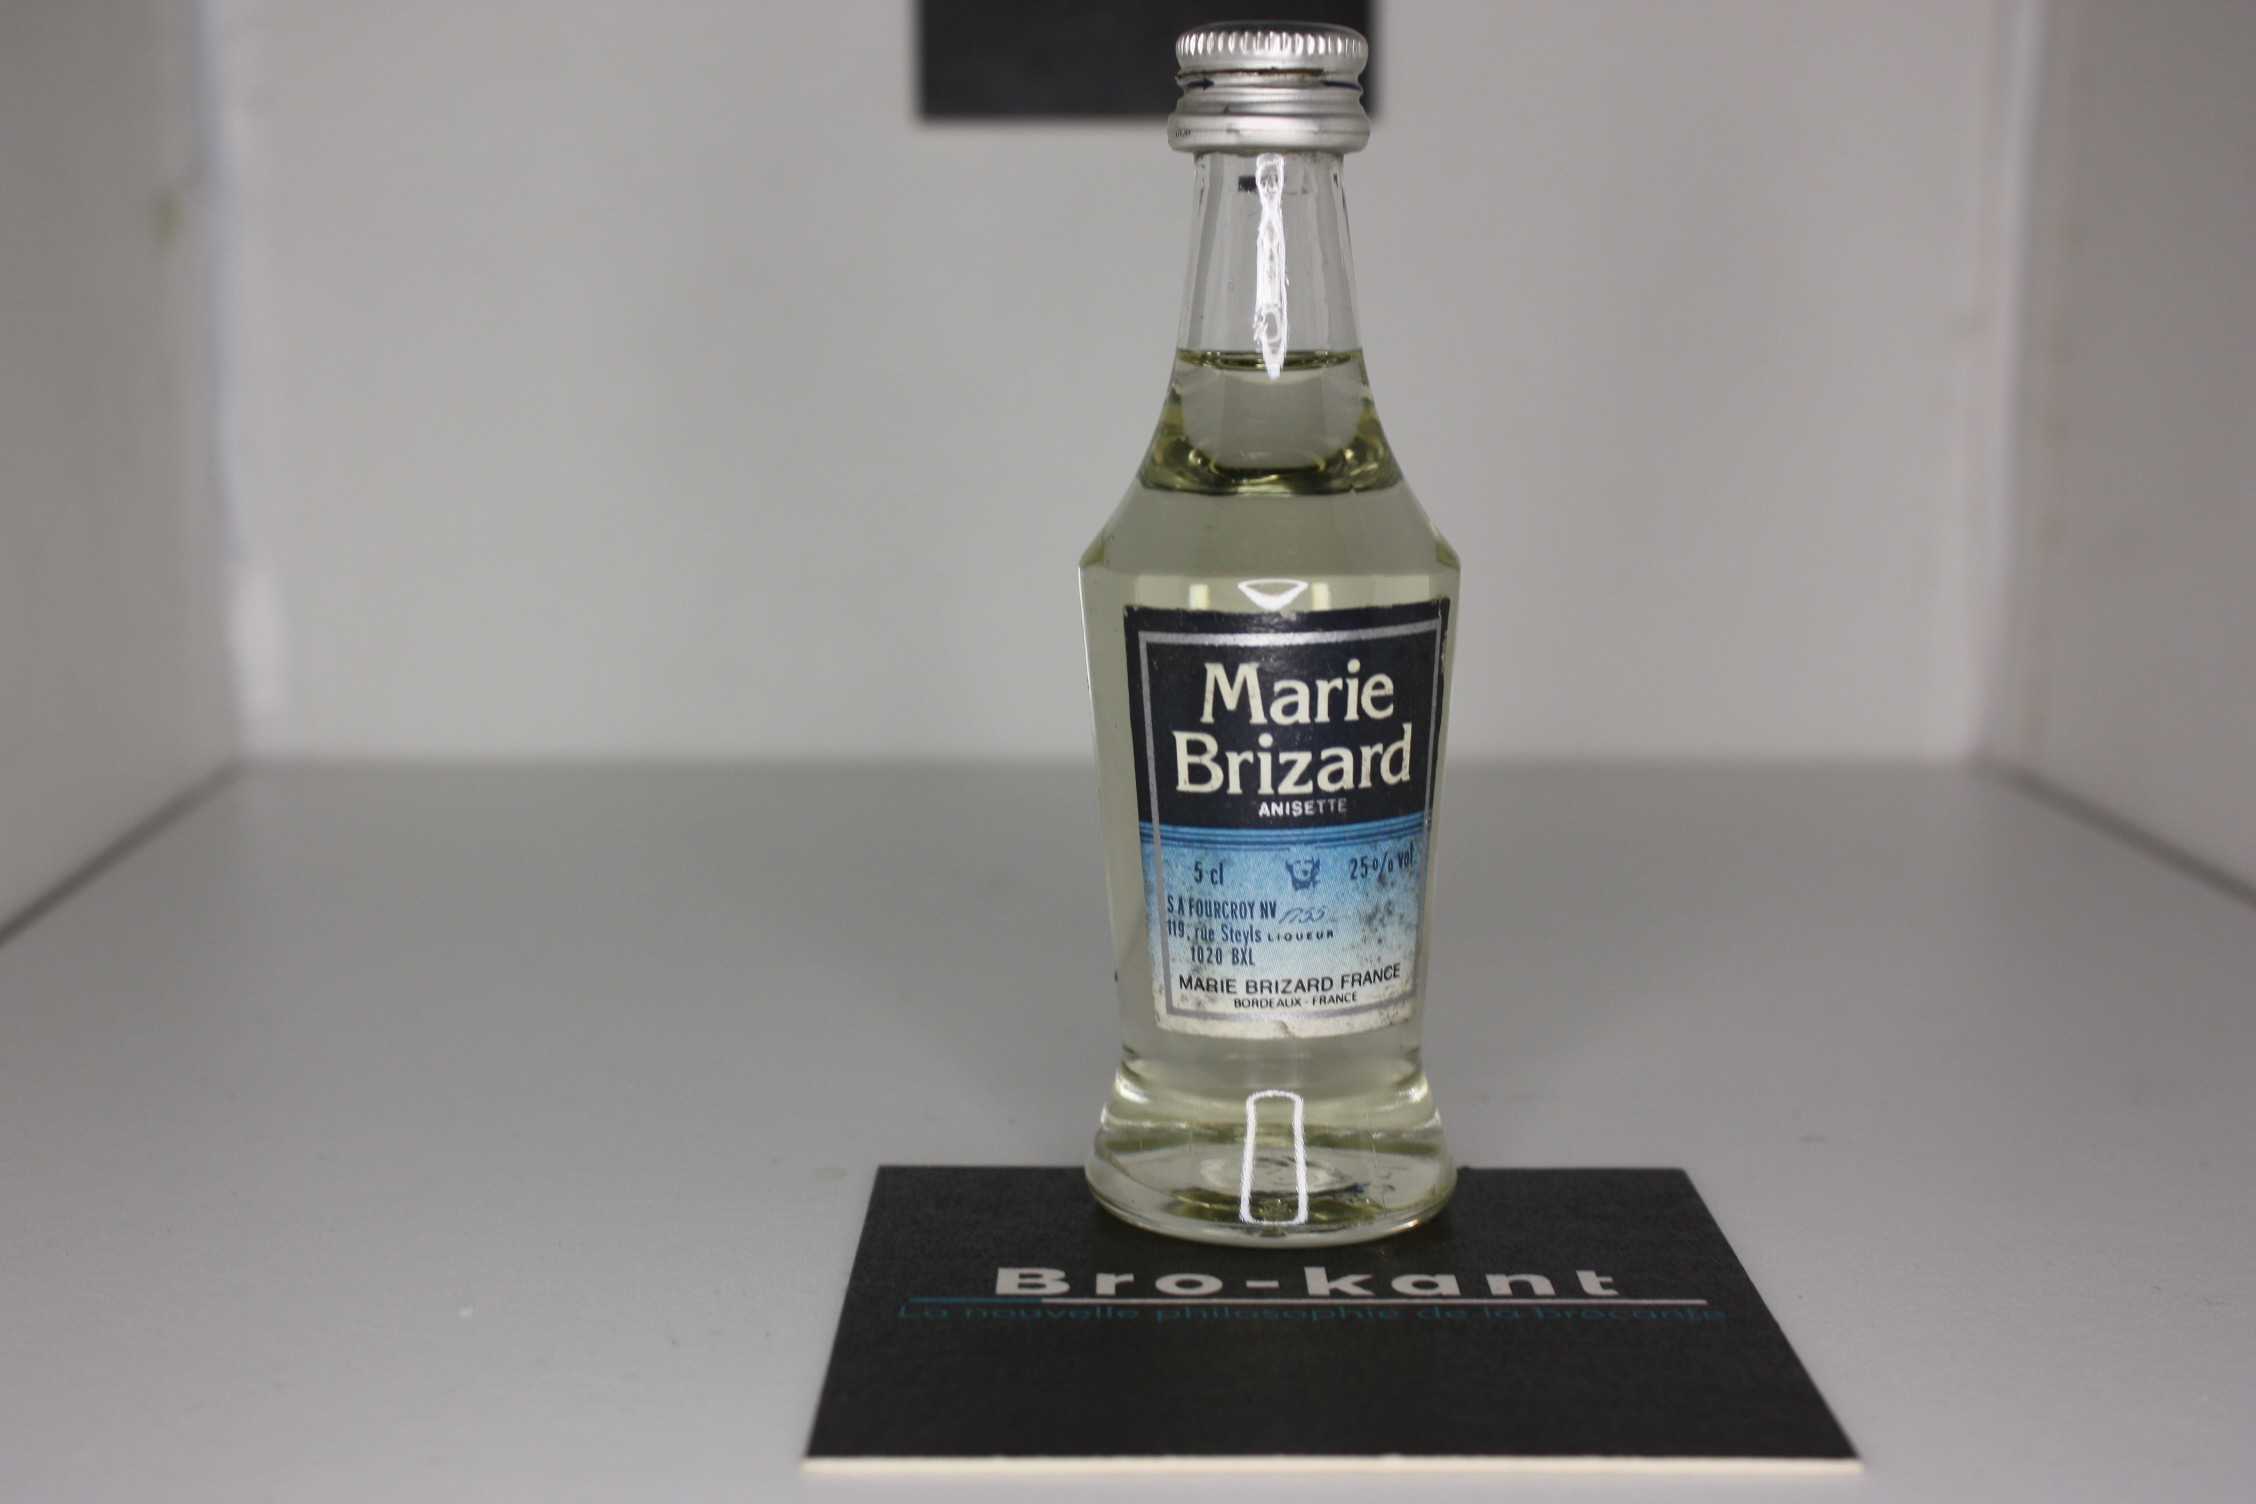 Marie
Brizard
ANISETTE
5 cl 25% vol
S A FOURCROY NV 1755
119, rue Steyls LIQUEUR
1020 BXL
MARIE BRIZARD FRANCE
BORDEAUX - FRANCE
Bro-kant
La nouvelle philosophie de la brocante